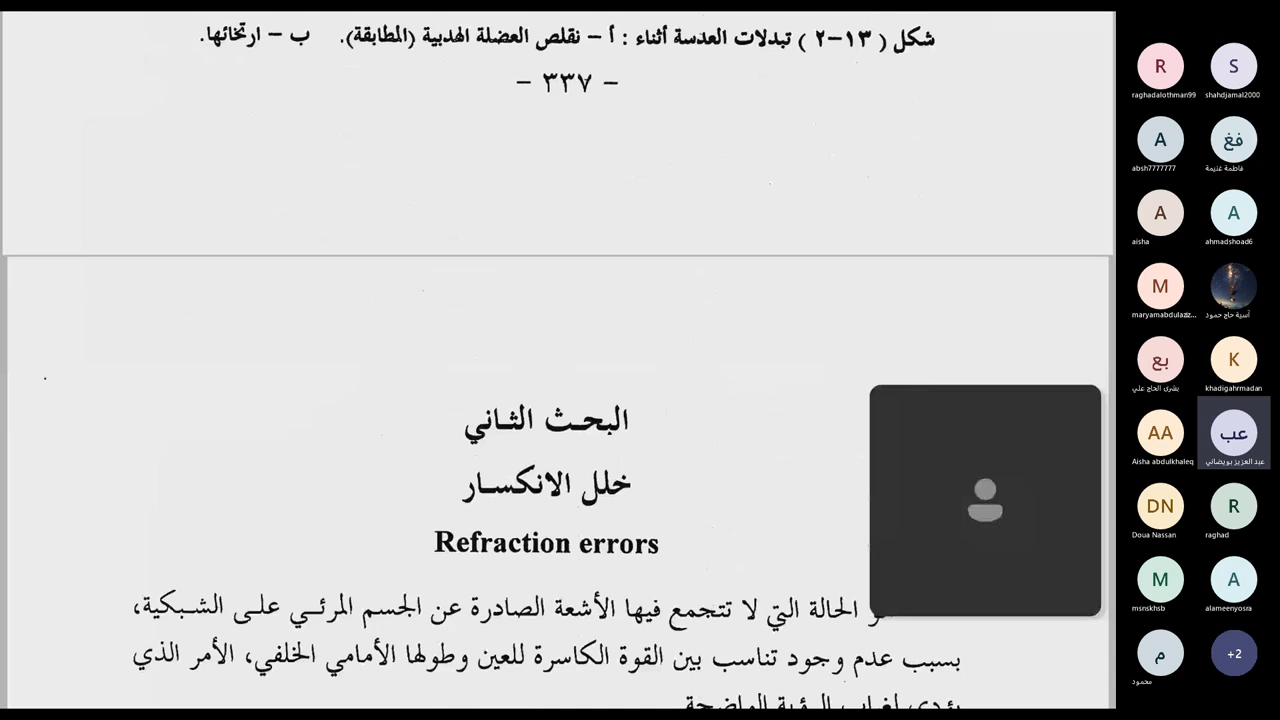 شكل ( ١٣-٢ ) تبدلات العدسة أثناء : أ - تقلص العضلة الهدبية (المطابقة). ب - ارتخائها.
- ٣٣٧ -
البحث الثاني
خلل الانكسار
Refraction errors
الحالة التي لا تتجمع فيها الأشعة الصادرة عن الجسم المرئي على الشبكية،
بسبب عدم وجود تناسب بين القوة الكاسرة للعين وطولها الأمامي الخلفي، الأمر الذي
R
S
raghadalothman99
shahdjamal2000
A
فغ
absh7777777
فاطمة غنيمة
A
A
aisha
ahmadshoad6
M
maryamabdulaziz...
آسية حاج حمود
بع
K
بشرى الحاج علي
khadigahrmadan
AA
عب
Aisha abdulkhaleq
عبد العزيز بويضاني
DN
R
Doua Nassan
raghad
M
A
msnskhsb
alameenyosra
م
+2
محمود